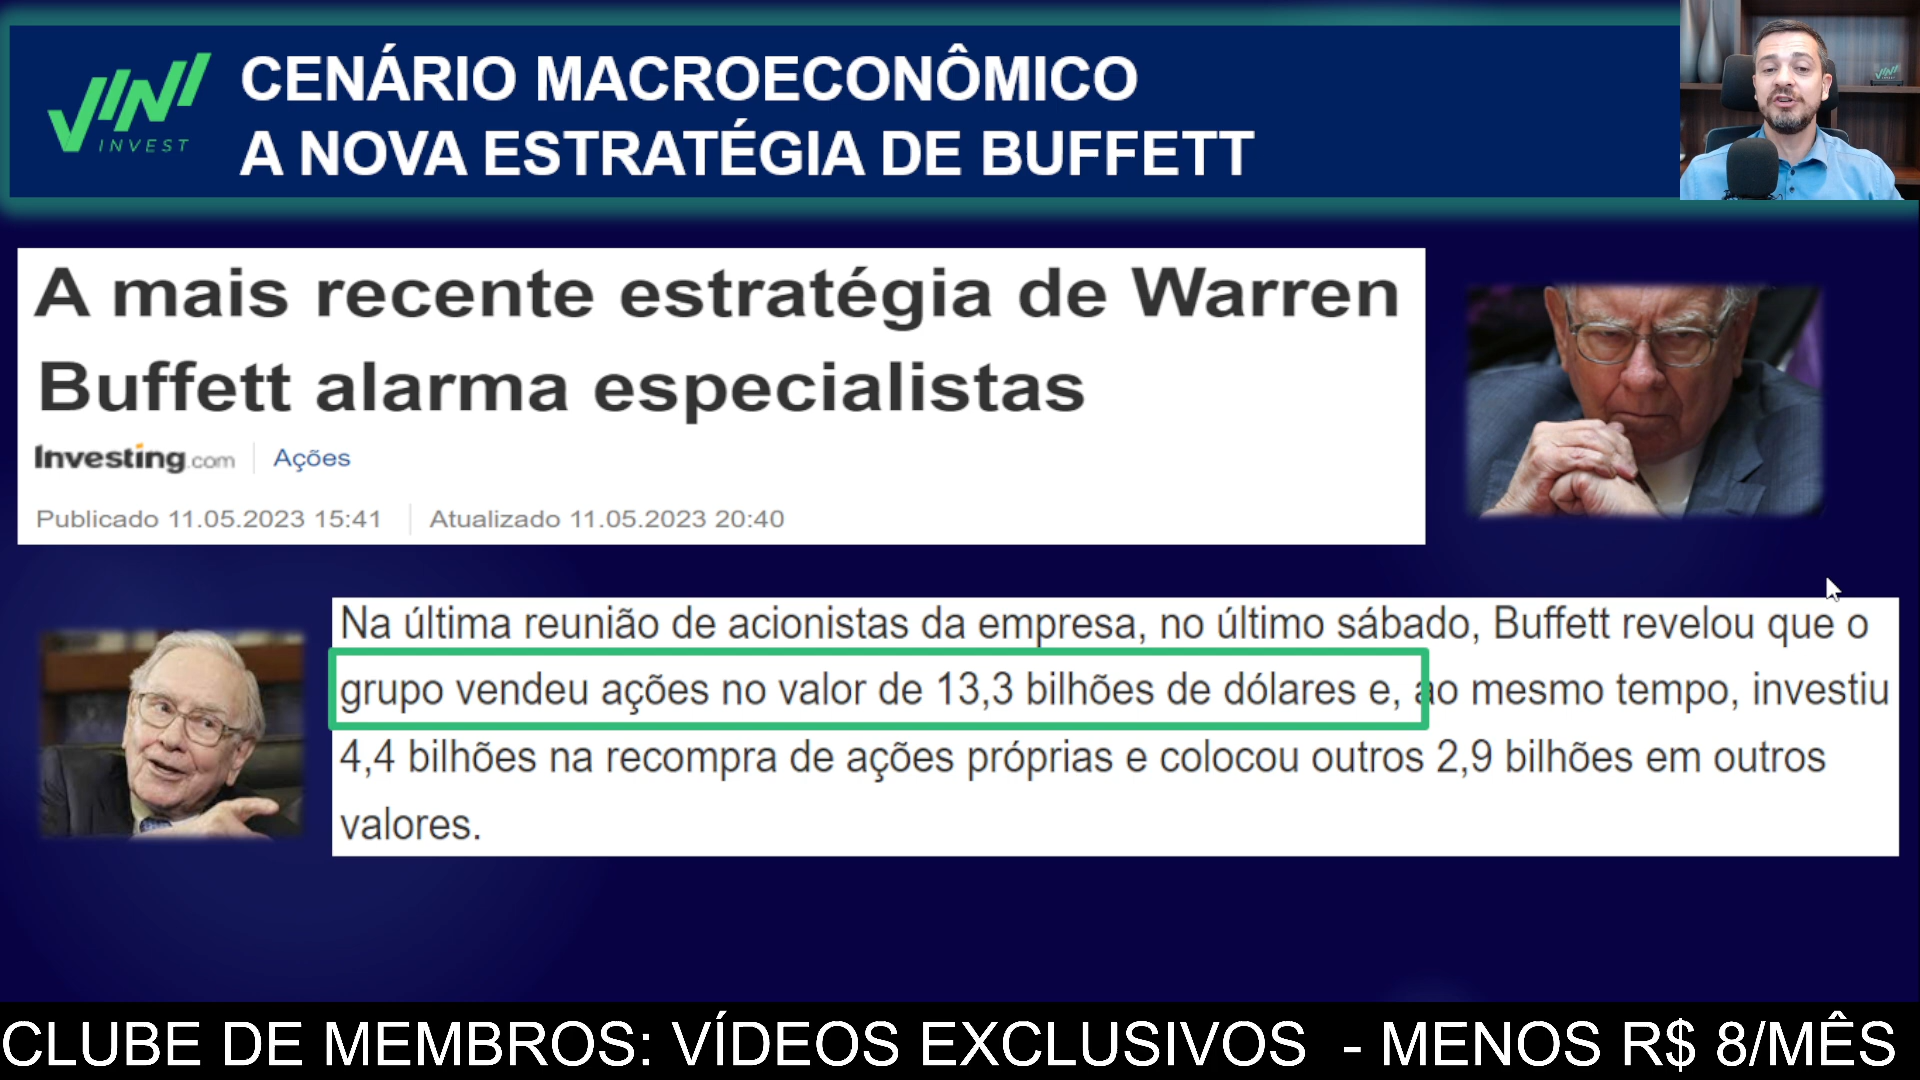 VINI
INVEST
CENÁRIO MACROECONÔMICO
A NOVA ESTRATÉGIA DE BUFFETT
A mais recente estratégia de Warren
Buffett alarma especialistas
Investing.com | Ações
Publicado 11.05.2023 15:41 | Atualizado 11.05.2023 20:40
Na última reunião de acionistas da empresa, no último sábado, Buffett revelou que o
grupo vendeu ações no valor de 13,3 bilhões de dólares e, ao mesmo tempo, investiu
4,4 bilhões na recompra de ações próprias e colocou outros 2,9 bilhões em outros
valores.
CLUBE DE MEMBROS: VÍDEOS EXCLUSIVOS - MENOS R$ 8/MÊS